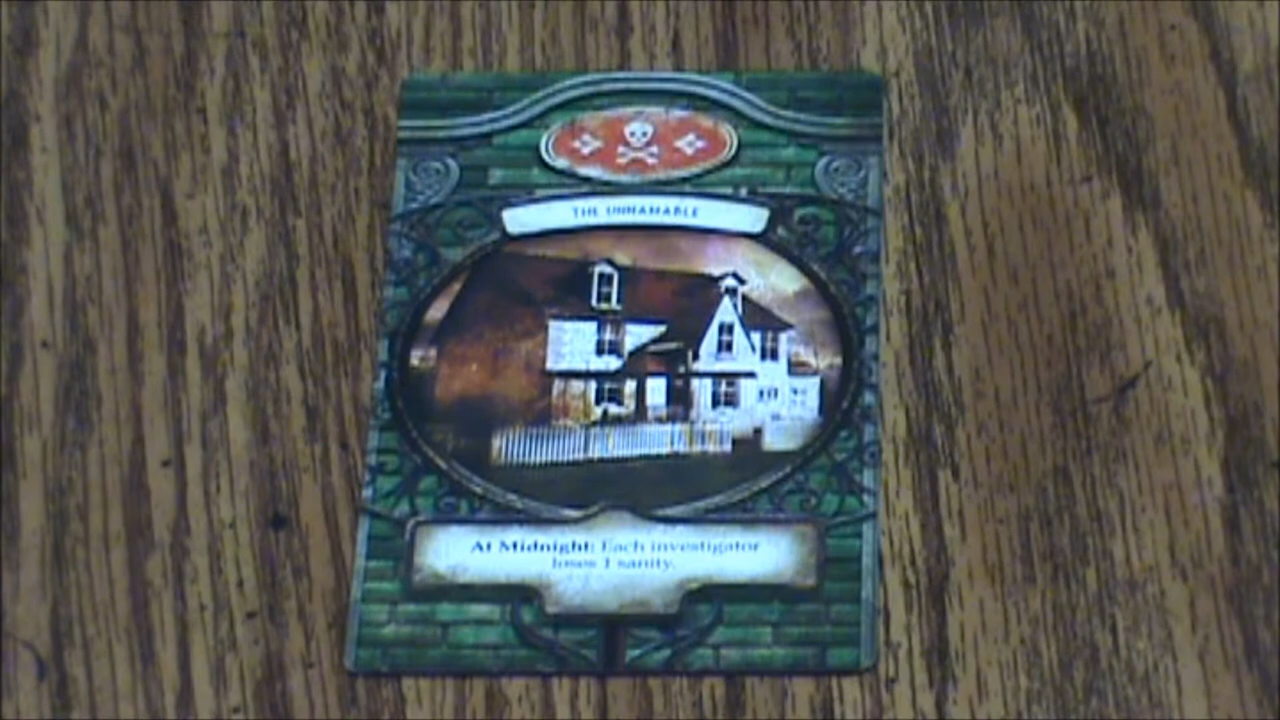 THE UNNAMABLE
At Midnight: Each investigator
loses 1 sanity.